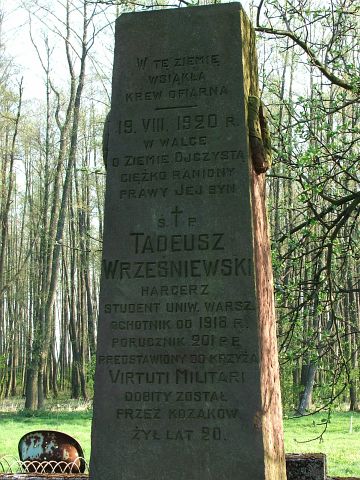 W TĘ ZIEMIĘ
WSIĄKŁA
KREW OFIARNA
19. VIII. 1920 R.
W WALCE
O ZIEMIĘ OJCZYSTĄ
CIĘŻKO RANIONY
PRAWY JEJ SYN
Ś † P
TADEUSZ
WRZEŚNIEWSKI
HARCERZ
STUDENT UNIW. WARSZ.
OCHOTNIK OD 1918 R.
PORUCZNIK 201 P.P.
PRZEDSTAWIONY DO KRZYŻA
VIRTUTI MILITARI
DOBITY ZOSTAŁ
PRZEZ KOZAKÓW
ŻYŁ LAT 20.